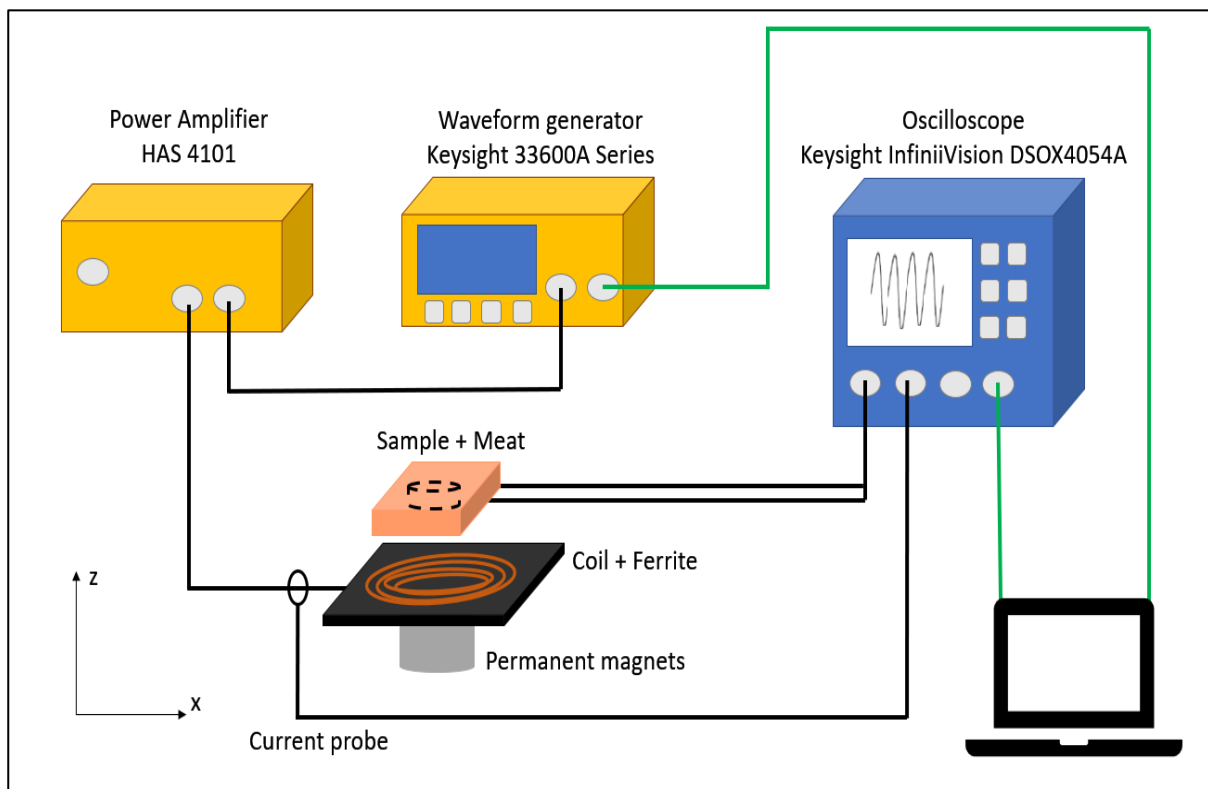 Power Amplifier
HAS 4101
Waveform generator
Keysight 33600A Series
Oscilloscope
Keysight InfiniiVision DSOX4054A
Sample + Meat
Coil + Ferrite
z
Permanent magnets
x
Current probe